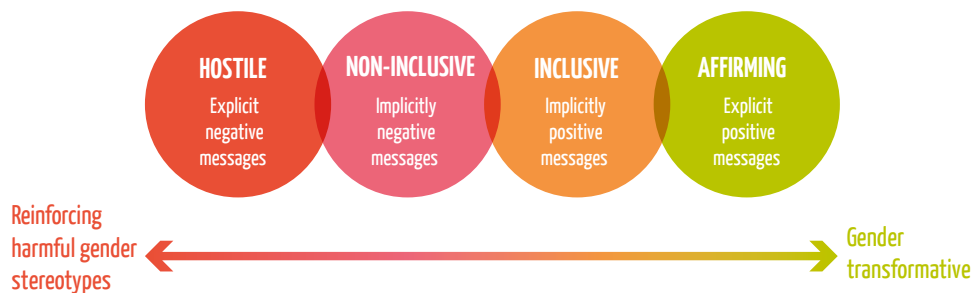 HOSTILE
Explicit
negative
messages
NON-INCLUSIVE
Implicitly
negative
messages
INCLUSIVE
Implicitly
positive
messages
AFFIRMING
Explicit
positive
messages
Reinforcing
harmful gender
stereotypes
Gender
transformative